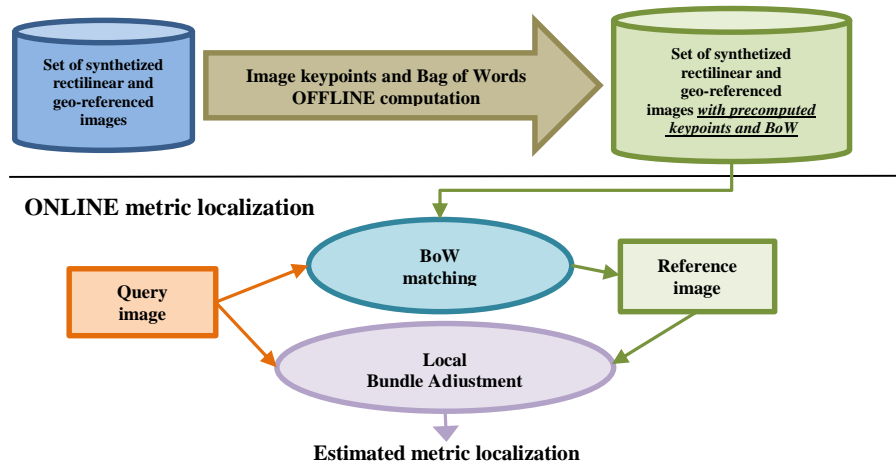 Set of synthetized
rectilinear and
geo-referenced
images
Image keypoints and Bag of Words
OFFLINE computation
Set of synthetized
rectilinear and
geo-referenced
images with precomputed
keypoints and BoW
ONLINE metric localization
BoW
matching
Query
image
Reference
image
Local
Bundle Adjustment
Estimated metric localization